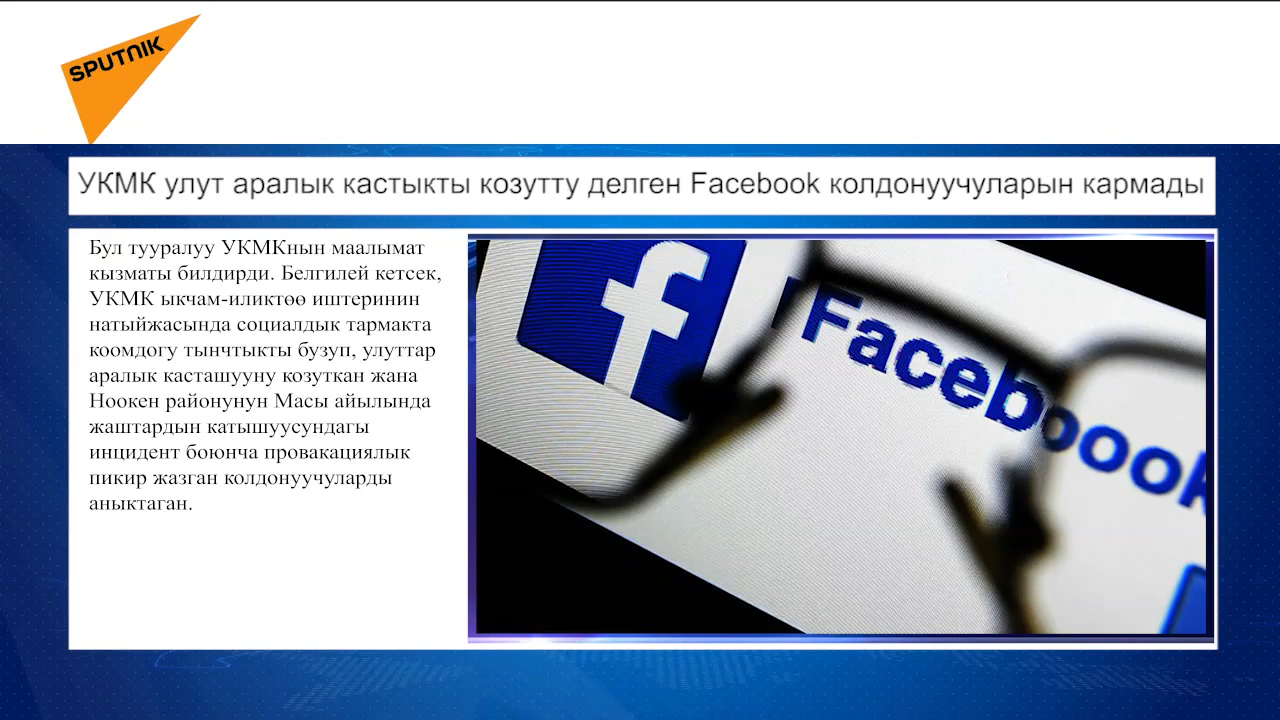 SPUTNIK
УКМК улут аралык кастыкты козутту делген Facebook колдонуучуларын кармады
Бул тууралуу УКМКнын маалымат
кызматы билдирди. Белгилей кетсек,
УКМК ыкчам-иликтөө иштеринин
натыйжасында социалдык тармакта
коомдогу тынчтыкты бузуп, улуттар
аралык касташууну козуткан жана
Ноокен районунун Масы айылында
жаштардын катышуусундагы
инцидент боюнча провакациялык
пикир жазган колдонуучуларды
аныктаган.
f Facebook